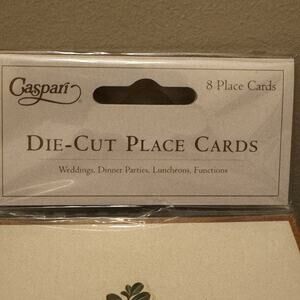 Caspari
8 Place Cards
DIE-CUT PLACE CARDS
Weddings, Dinner Parties, Luncheons, Functions